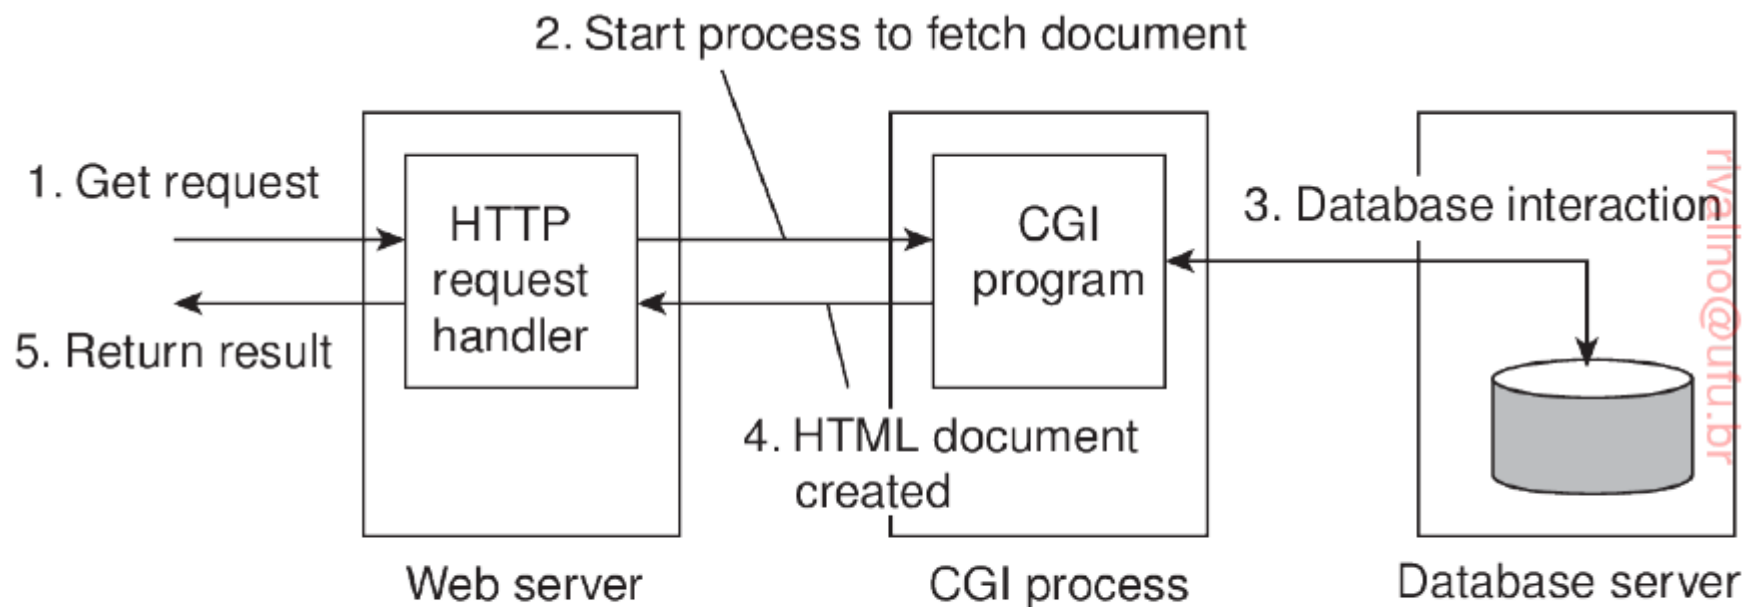 2. Start process to fetch document
1. Get request
HTTP
request
handler
CGI
program
3. Database interaction
5. Return result
4. HTML document
created
Web server
CGI process
Database server
rivalino@ufu.br